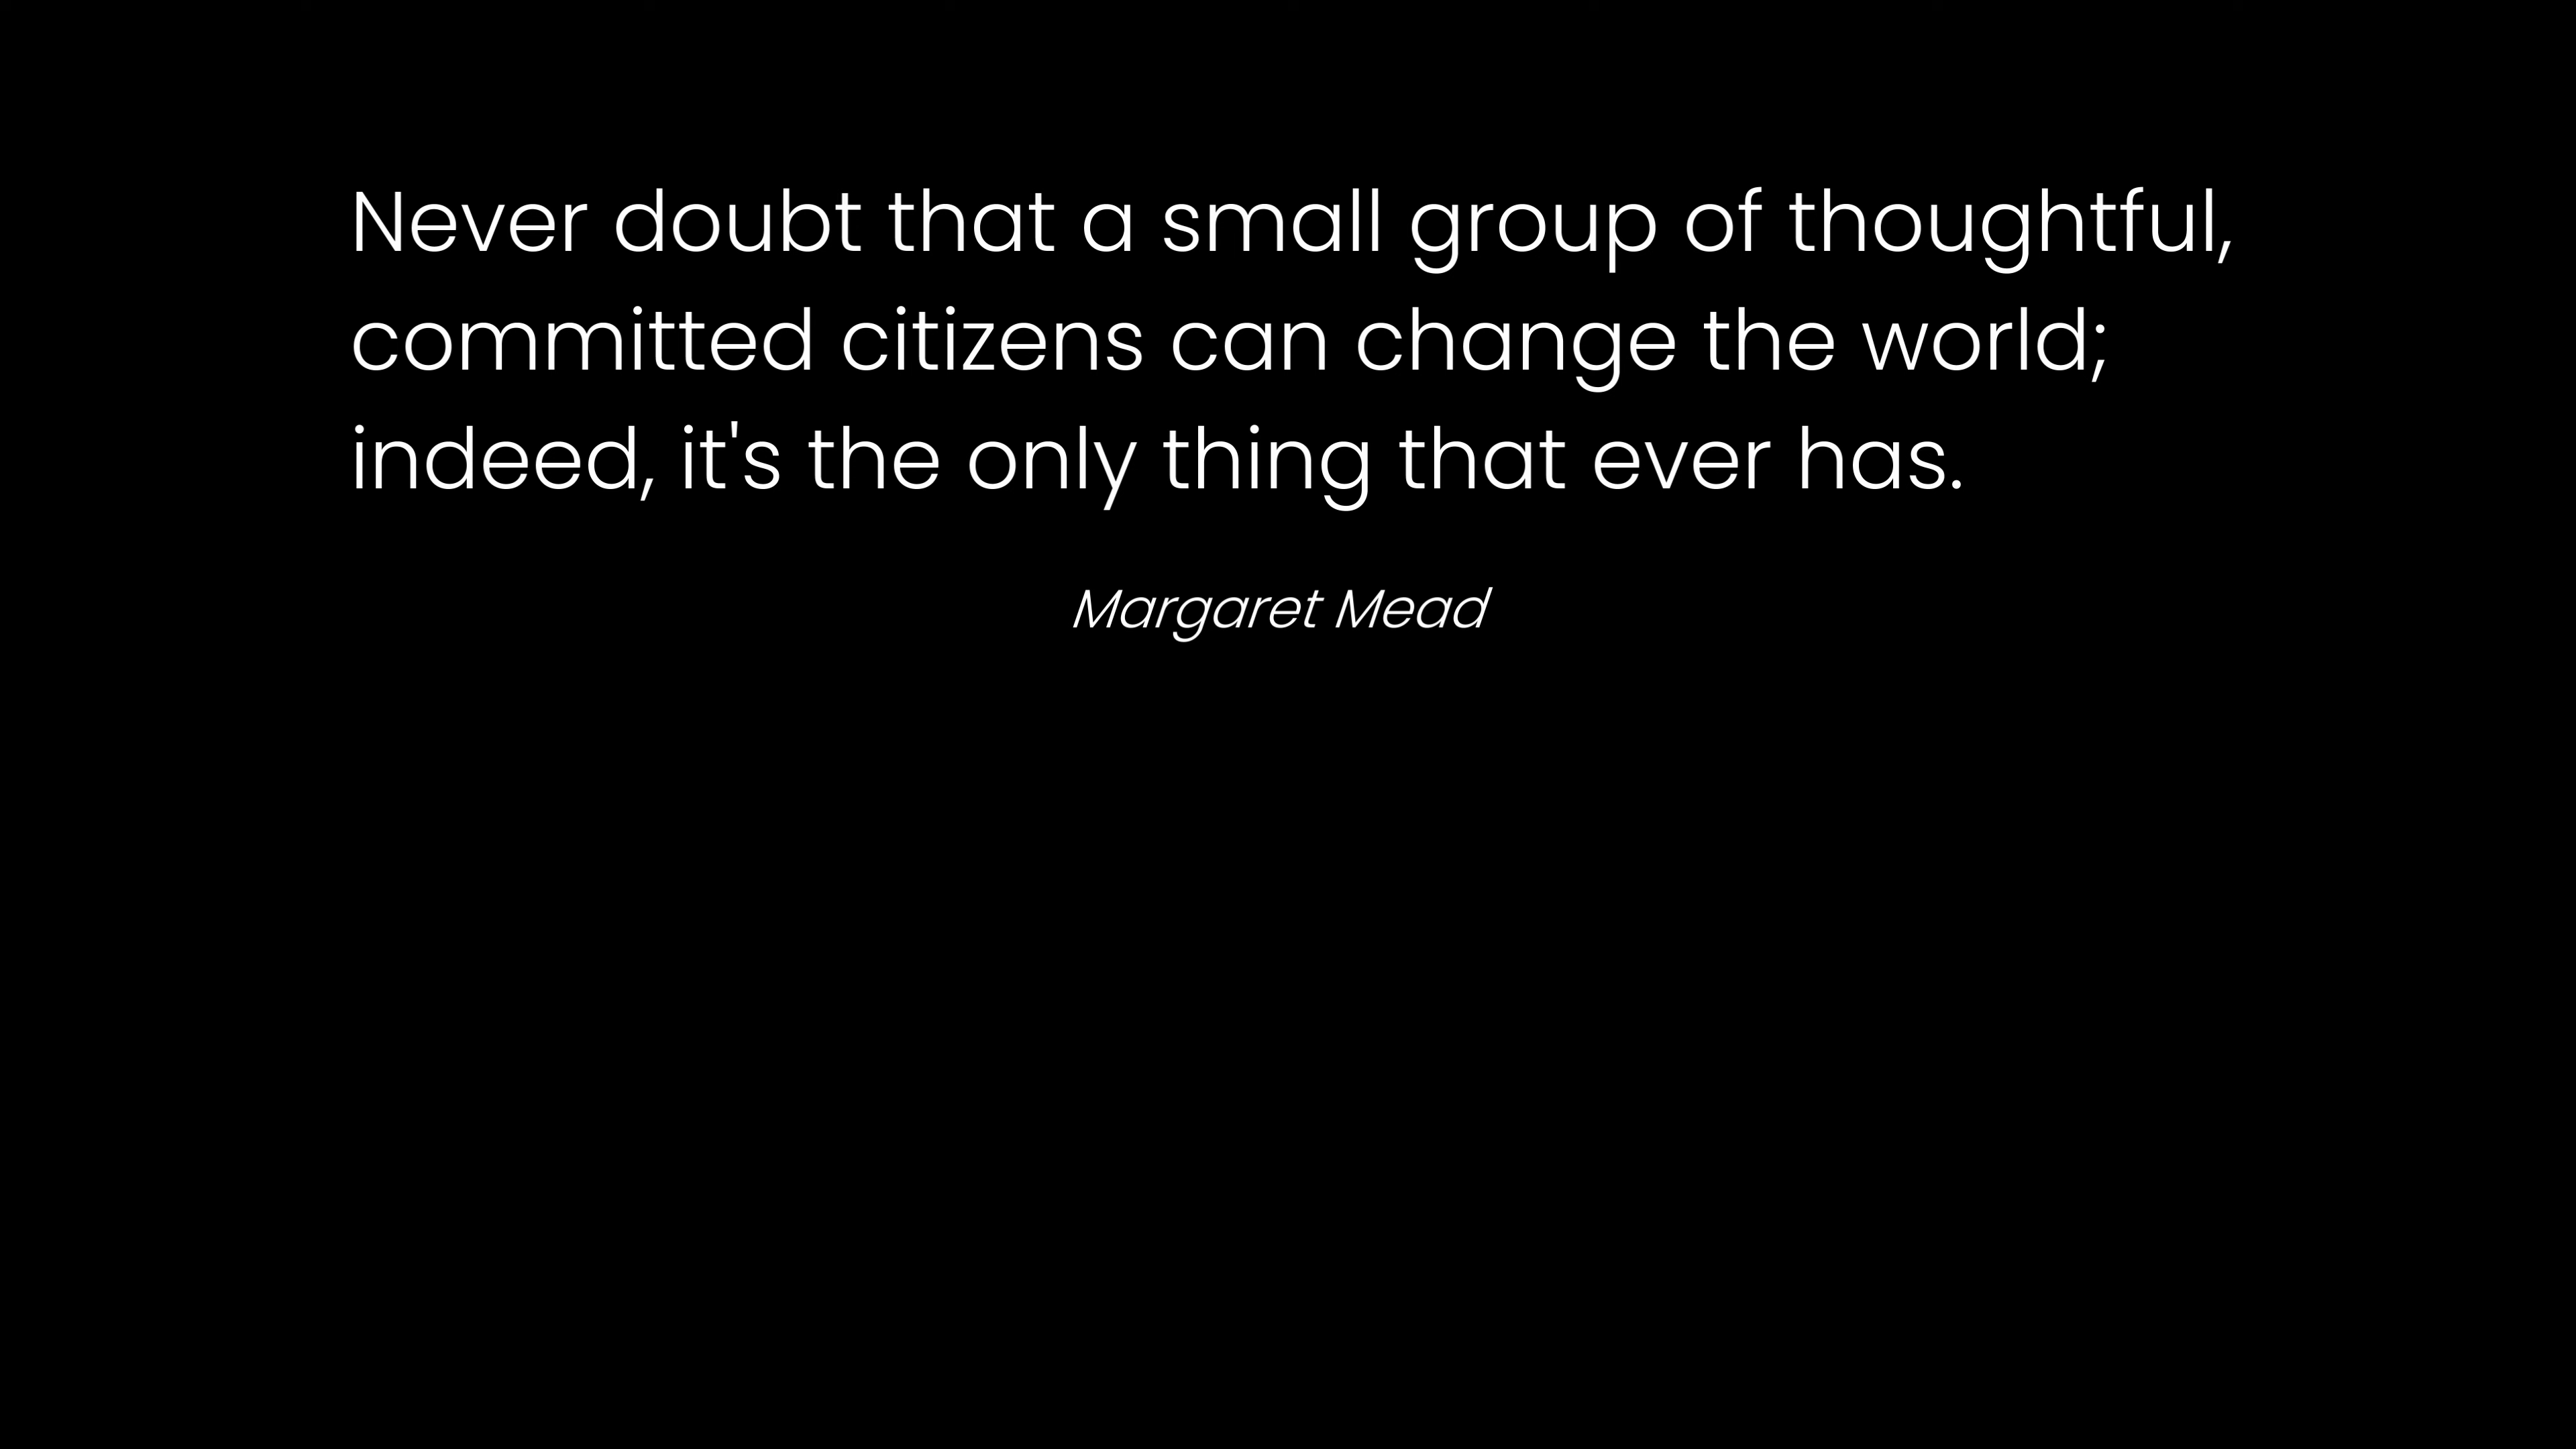 Never doubt that a small group of thoughtful,
committed citizens can change the world;
indeed, it's the only thing that ever has.
Margaret Mead